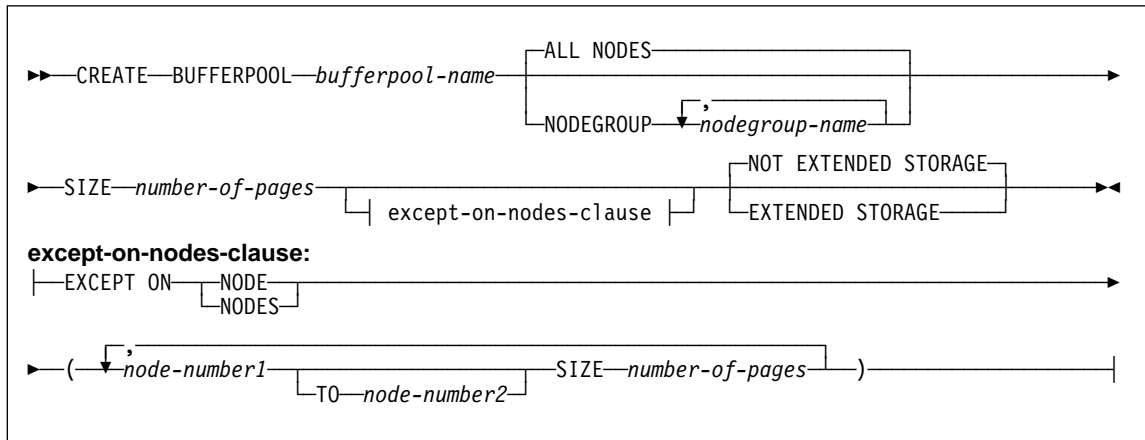 ALL NODES
CREATE BUFFERPOOL bufferpool-name
,
NODEGROUP nodegroup-name
NOT EXTENDED STORAGE
SIZE number-of-pages
except-on-nodes-clause
EXTENDED STORAGE
except-on-nodes-clause:
EXCEPT ON NODE
NODES
,
( node-number1 SIZE number-of-pages )
TO node-number2